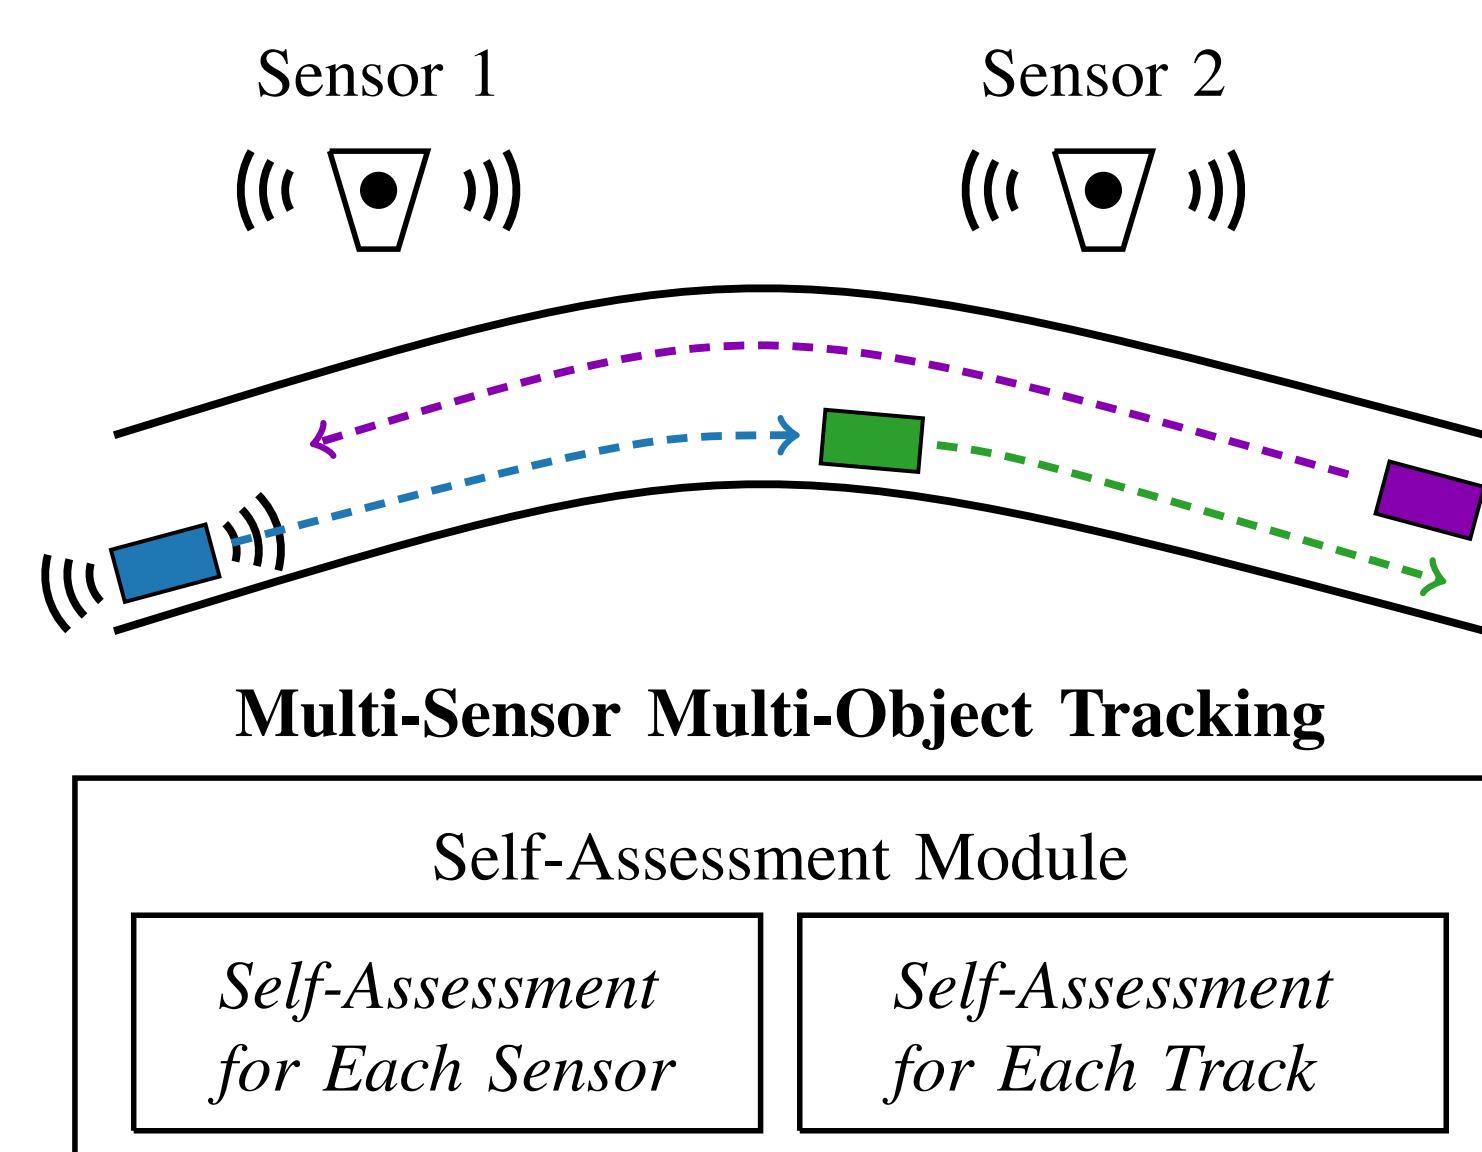 Sensor 1
Sensor 2
Multi-Sensor Multi-Object Tracking
Self-Assessment Module
Self-Assessment
for Each Sensor
Self-Assessment
for Each Track